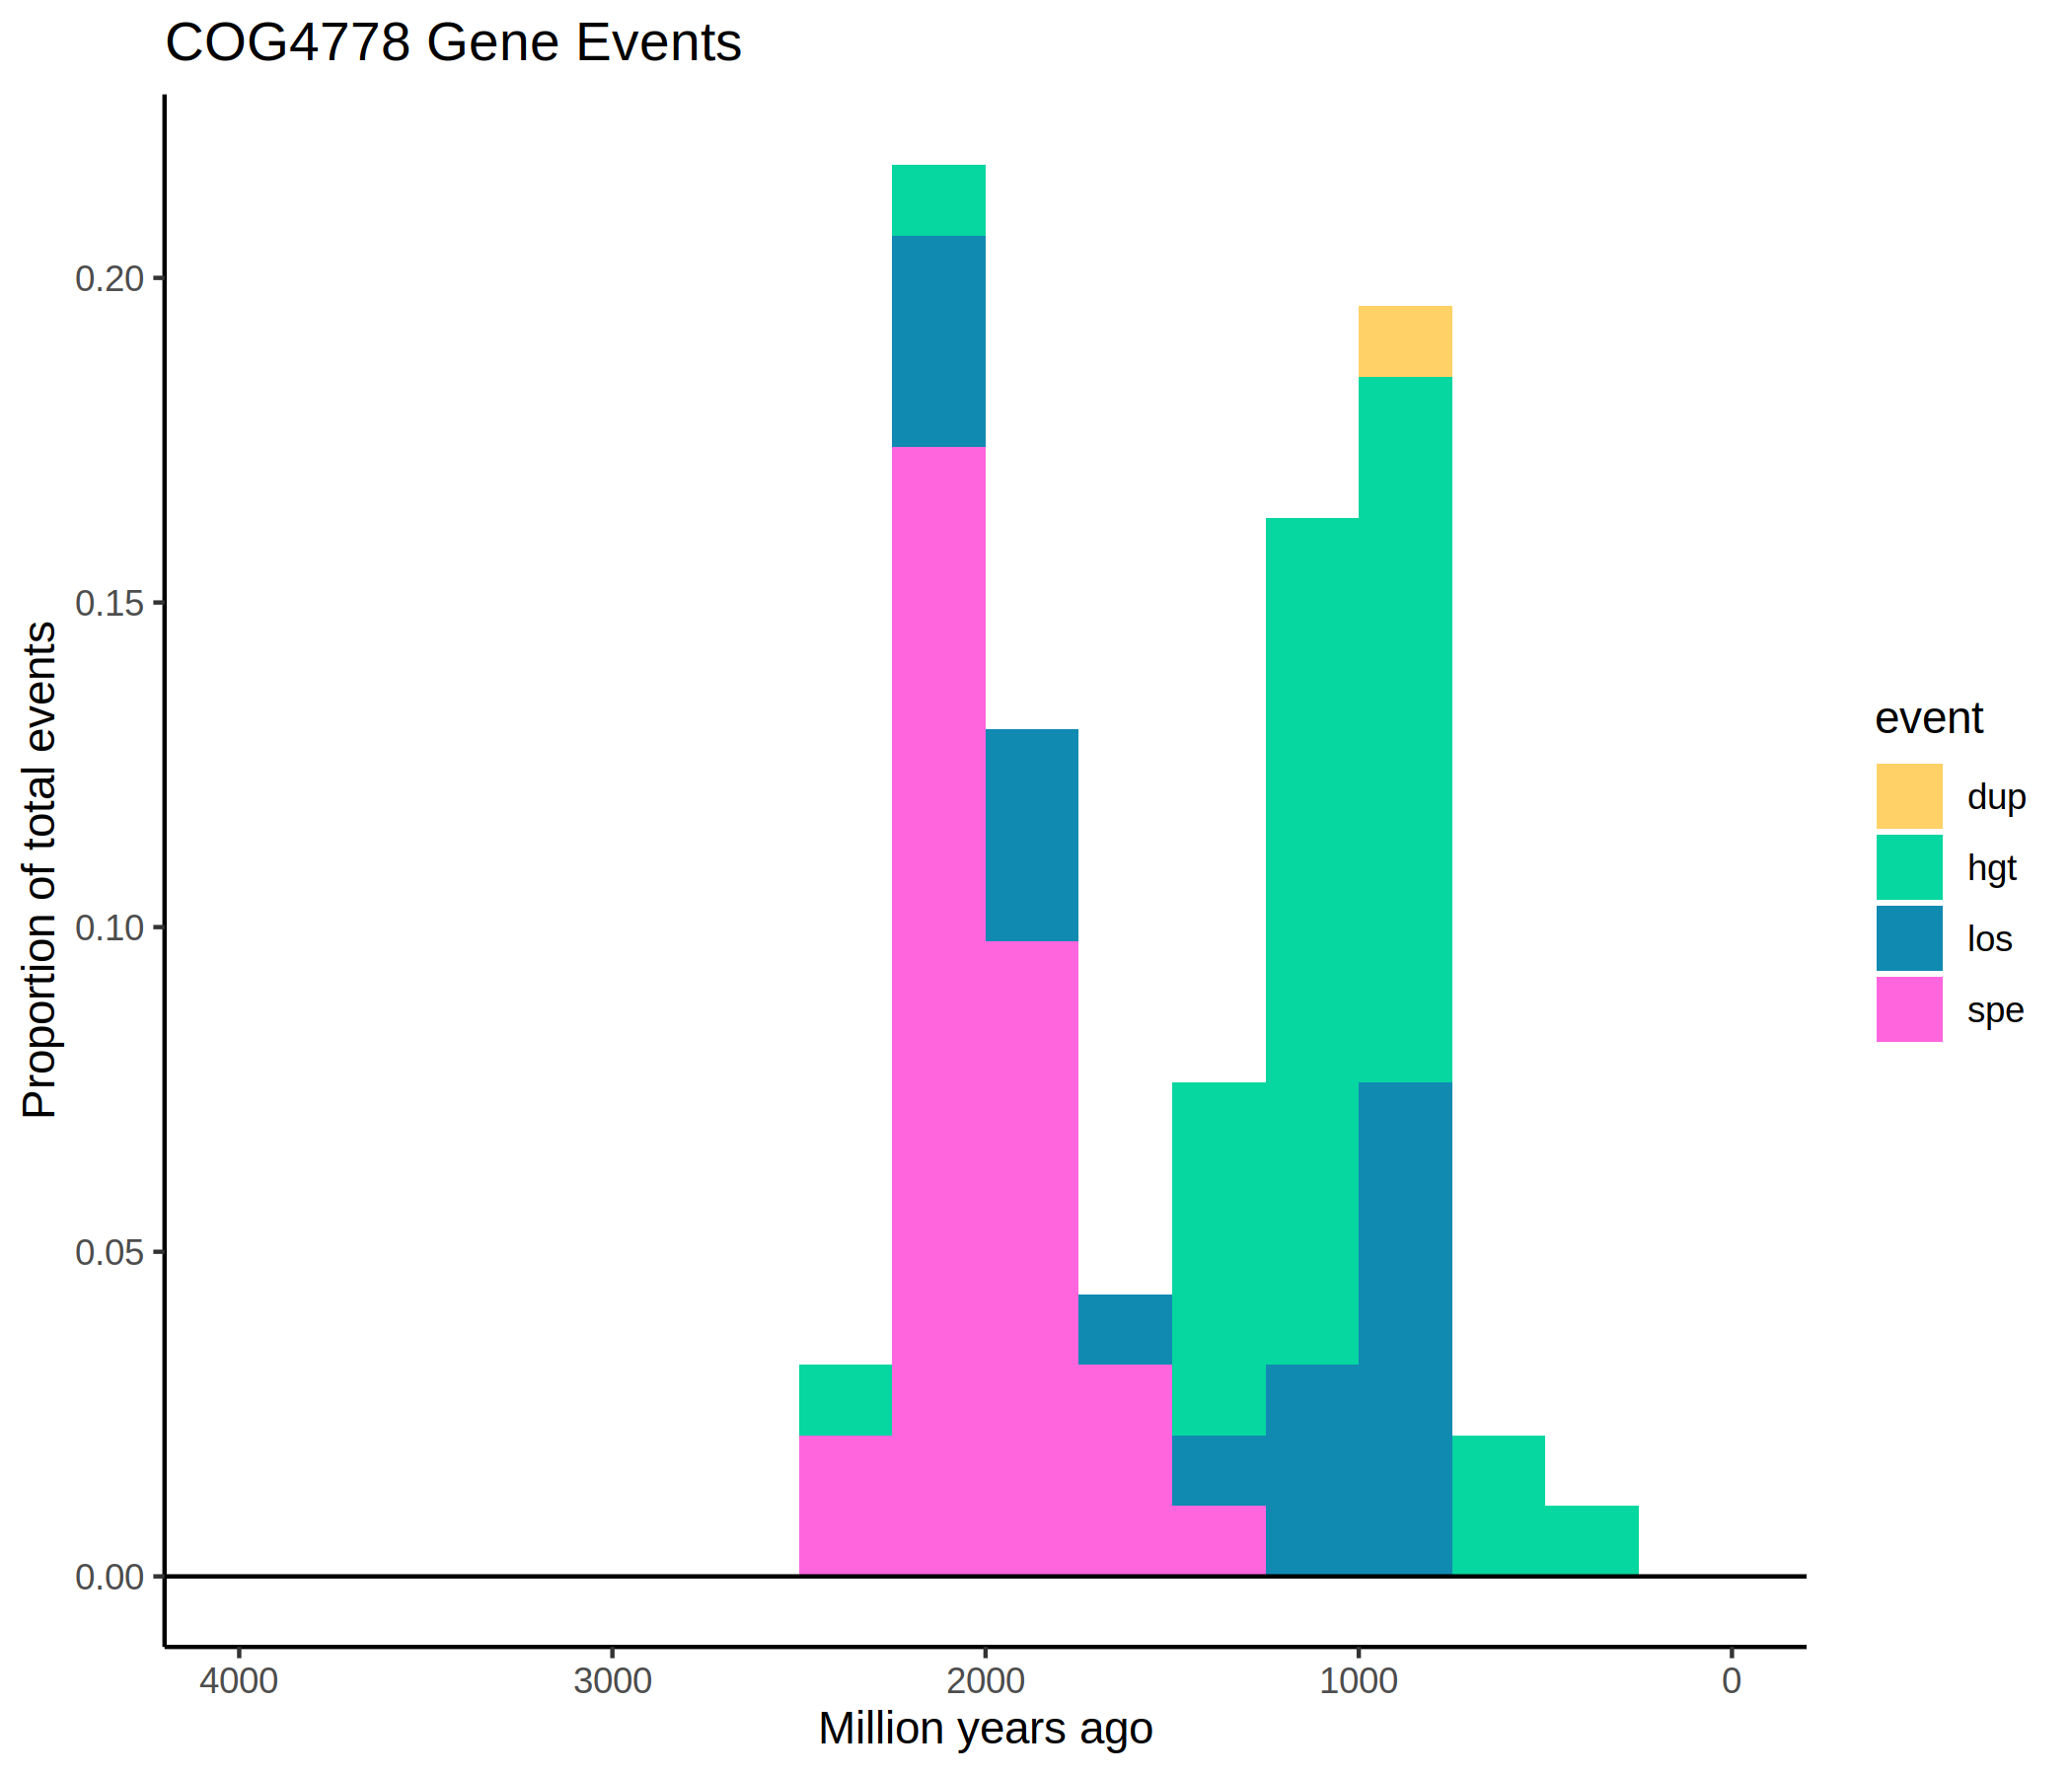 COG4778 Gene Events
Proportion of total events
0.20
0.15
0.10
0.05
0.00
4000 3000 2000 1000 0
Million years ago
event
dup
hgt
los
spe